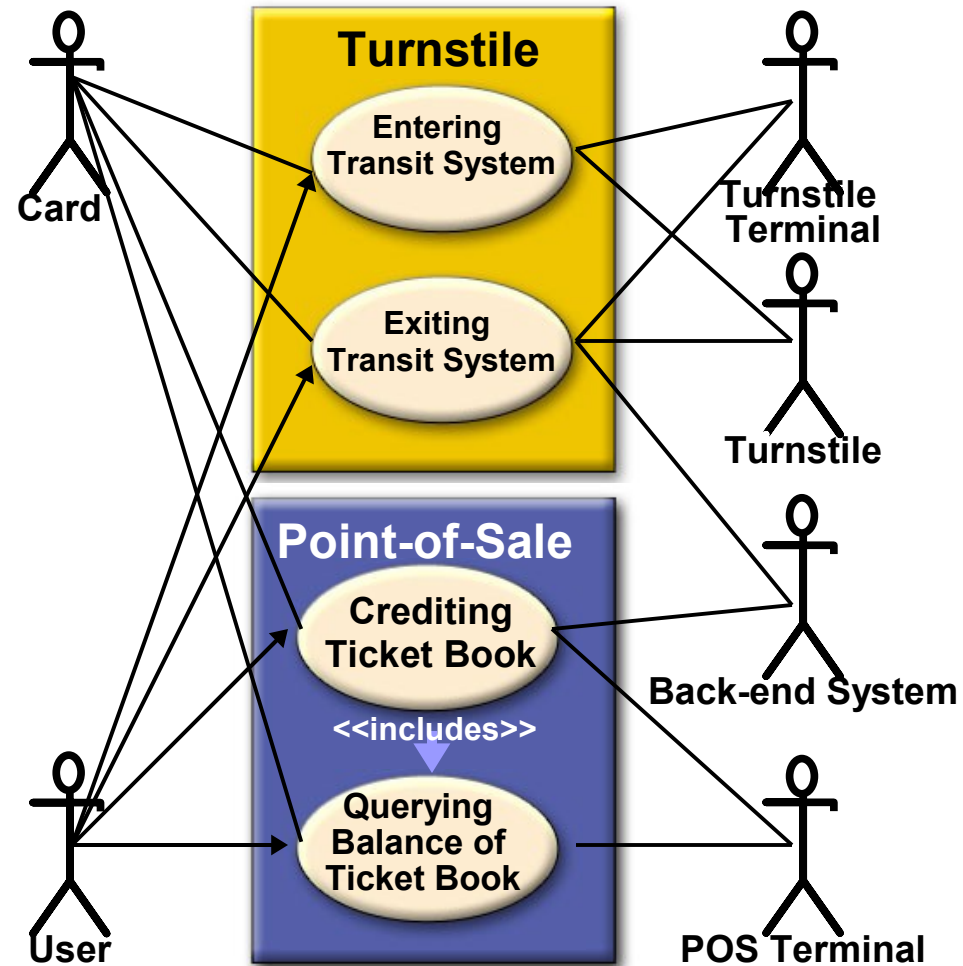 Turnstile
Entering
Transit System
Exiting
Transit System
Card
Turnstile
Terminal
Turnstile
Point-of-Sale
Crediting
Ticket Book
<<includes>>
Querying
Balance of
Ticket Book
Back-end System
User
POS Terminal